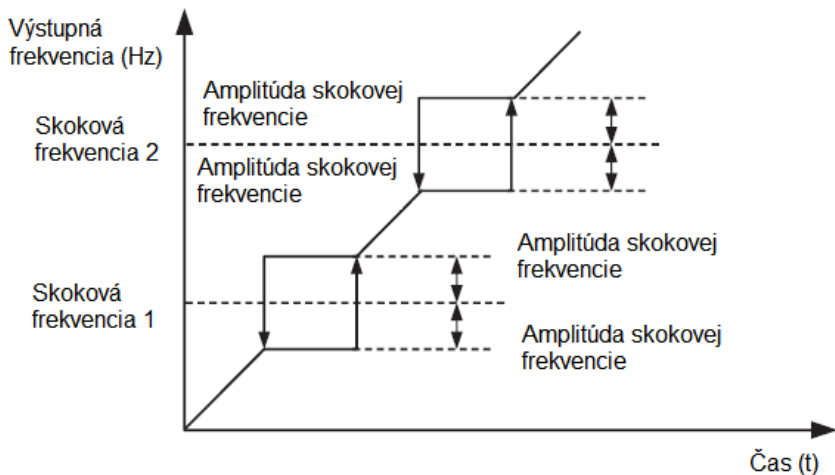 Výstupná
frekvencia (Hz)
Amplitúda skokovej
frekvencie
Skoková
frekvencia 2
Amplitúda skokovej
frekvencie
Amplitúda skokovej
frekvencie
Skoková
frekvencia 1
Amplitúda skokovej
frekvencie
Čas (t)